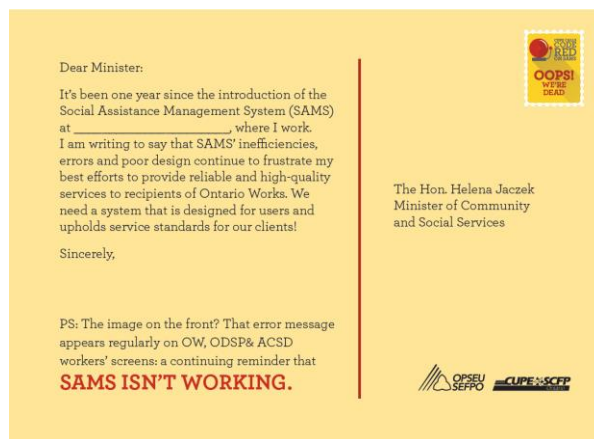 Dear Minister:
It's been one year since the introduction of the
Social Assistance Management System (SAMS)
at ______________________, where I work.
I am writing to say that SAMS' inefficiencies,
errors and poor design continue to frustrate my
best efforts to provide reliable and high-quality
services to recipients of Ontario Works. We
need a system that is designed for users and
upholds service standards for our clients!
Sincerely,
PS: The image on the front? That error message
appears regularly on OW, ODSP& ACSD
workers' screens: a continuing reminder that
SAMS ISN'T WORKING.
CODE
RED
OOPS!
WE'RE
DEAD
The Hon. Helena Jaczek
Minister of Community
and Social Services
OPSEU
SEFPO
CUPE SCFP